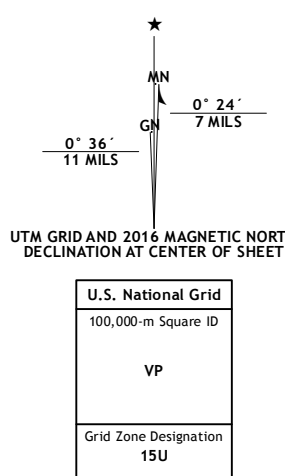 ★
MN
0° 24´
7 MILS
GN
0° 36´
11 MILS
UTM GRID AND 2016 MAGNETIC NORT
DECLINATION AT CENTER OF SHEET
U.S. National Grid
100,000-m Square ID
VP
Grid Zone Designation
15U